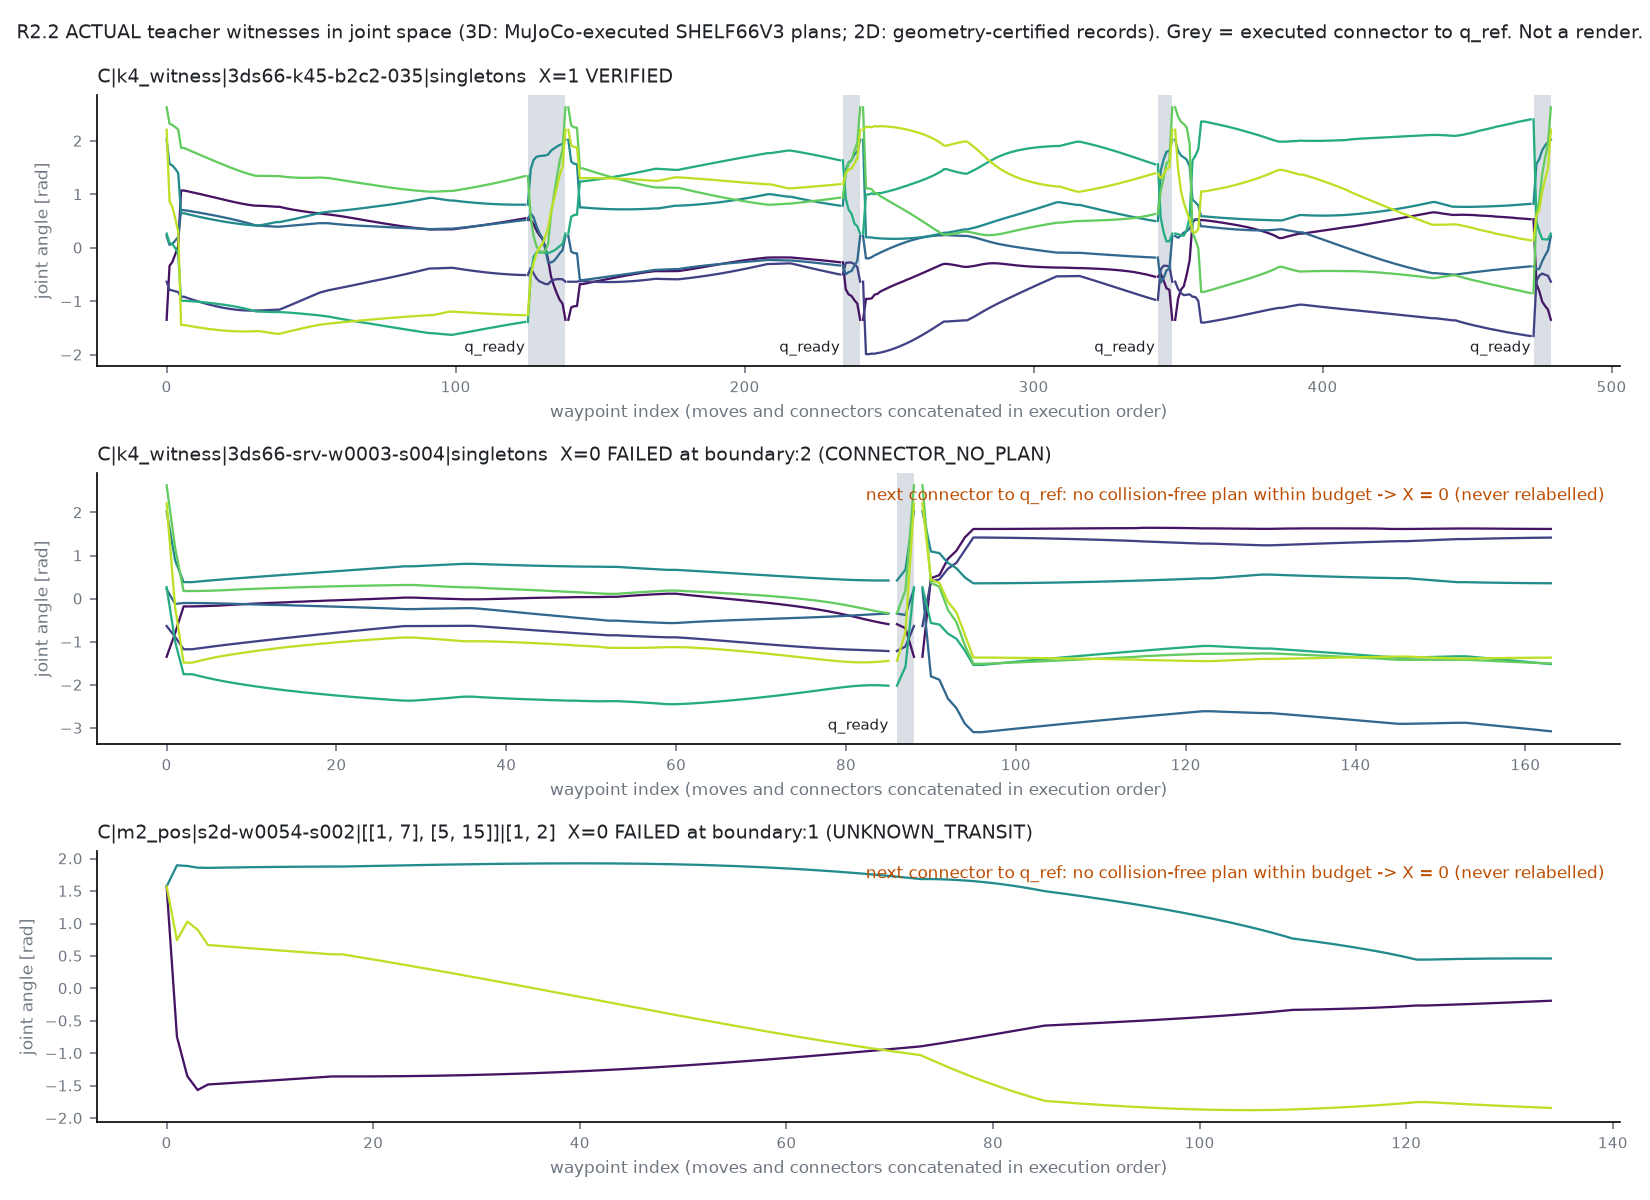 R2.2 ACTUAL teacher witnesses in joint space (3D: MuJoCo-executed SHELF66V3 plans; 2D: geometry-certified records). Grey = executed connector to q_ref. Not a render.
C|k4_witness|3ds66-k45-b2c2-035|singletons  X=1 VERIFIED
joint angle [rad]
2
1
0
−1
−2
q_ready
q_ready
q_ready
q_ready
0
100
200
300
400
500
waypoint index (moves and connectors concatenated in execution order)
C|k4_witness|3ds66-srv-w0003-s004|singletons  X=0 FAILED at boundary:2 (CONNECTOR_NO_PLAN)
next connector to q_ref: no collision-free plan within budget -> X = 0 (never relabelled)
joint angle [rad]
2
1
0
−1
−2
−3
q_ready
0
20
40
60
80
100
120
140
160
waypoint index (moves and connectors concatenated in execution order)
C|m2_pos|s2d-w0054-s002|[[1, 7], [5, 15]]|[1, 2]  X=0 FAILED at boundary:1 (UNKNOWN_TRANSIT)
next connector to q_ref: no collision-free plan within budget -> X = 0 (never relabelled)
joint angle [rad]
2.0
1.5
1.0
0.5
0.0
−0.5
−1.0
−1.5
−2.0
0
20
40
60
80
100
120
140
waypoint index (moves and connectors concatenated in execution order)